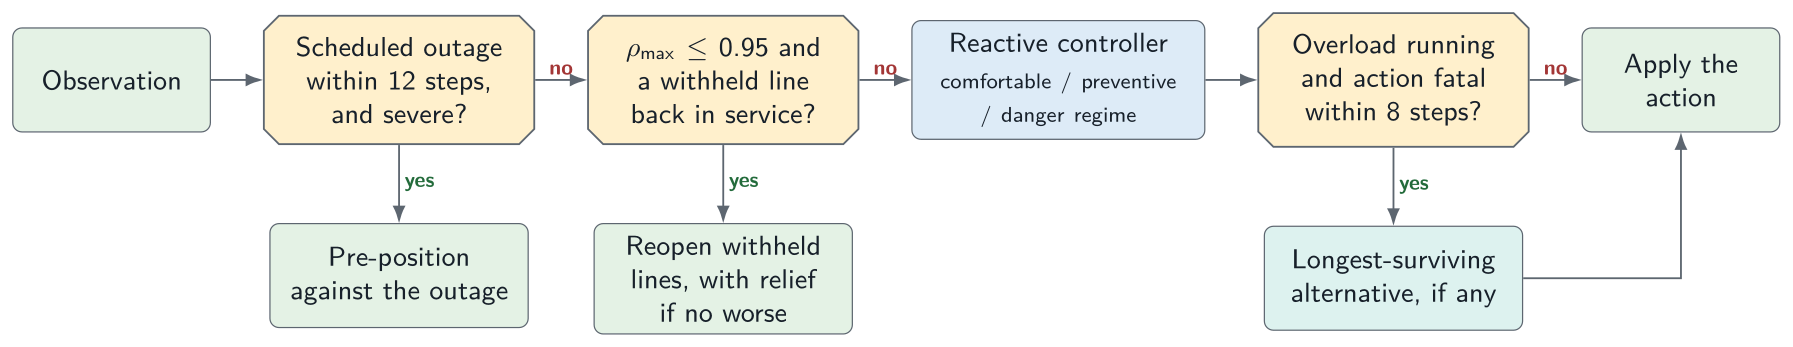 Observation
Scheduled outage
within 12 steps,
and severe?
no
yes
Pre-position
against the outage
ρmax ≤ 0.95 and
a withheld line
back in service?
no
yes
Reopen withheld
lines, with relief
if no worse
Reactive controller
comfortable / preventive
/ danger regime
Overload running
and action fatal
within 8 steps?
no
yes
Longest-surviving
alternative, if any
Apply the
action